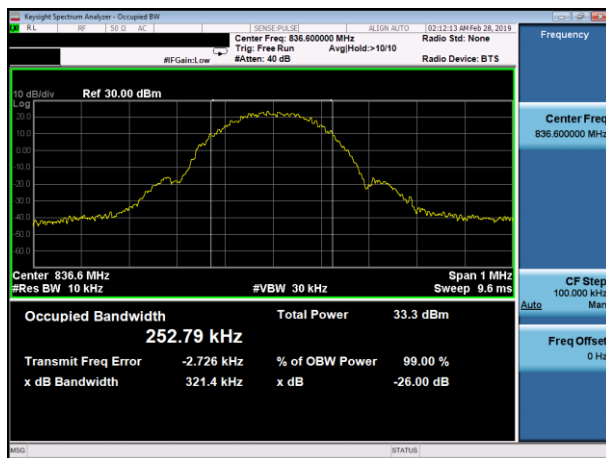 Keysight Spectrum Analyzer - Occupied BW
RL RF 50 Ω AC SENSE:PULSE ALIGN AUTO 02:12:13 AM Feb 28, 2019
Center Freq: 836.600000 MHz Radio Std: None
Trig: Free Run Avg|Hold:>10/10
#IFGain:Low #Atten: 40 dB Radio Device: BTS
Frequency
10 dB/div Ref 30.00 dBm
Log
20.0
10.0
0.00
-10.0
-20.0
-30.0
-40.0
-50.0
-60.0
Center 836.6 MHz Span 1 MHz
#Res BW 10 kHz #VBW 30 kHz Sweep 9.6 ms
Occupied Bandwidth Total Power 33.3 dBm
252.79 kHz
Transmit Freq Error -2.726 kHz % of OBW Power 99.00 %
x dB Bandwidth 321.4 kHz x dB -26.00 dB
Center Freq
836.600000 MHz
CF Step
100.000 kHz
Auto Man
Freq Offset
0 Hz
MSG STATUS